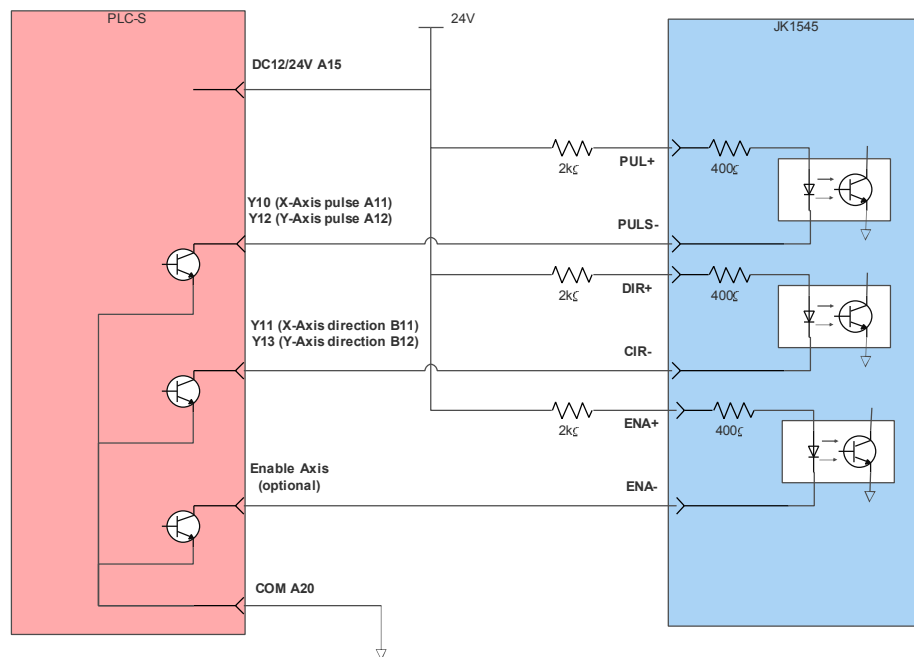 PLC-S
24V
JK1545
DC12/24V A15
2kς
PUL+
400ς
Y10 (X-Axis pulse A11)
Y12 (Y-Axis pulse A12)
PULS-
2kς
DIR+
400ς
Y11 (X-Axis direction B11)
Y13 (Y-Axis direction B12)
CIR-
2kς
ENA+
400ς
Enable Axis
(optional)
ENA-
COM A20